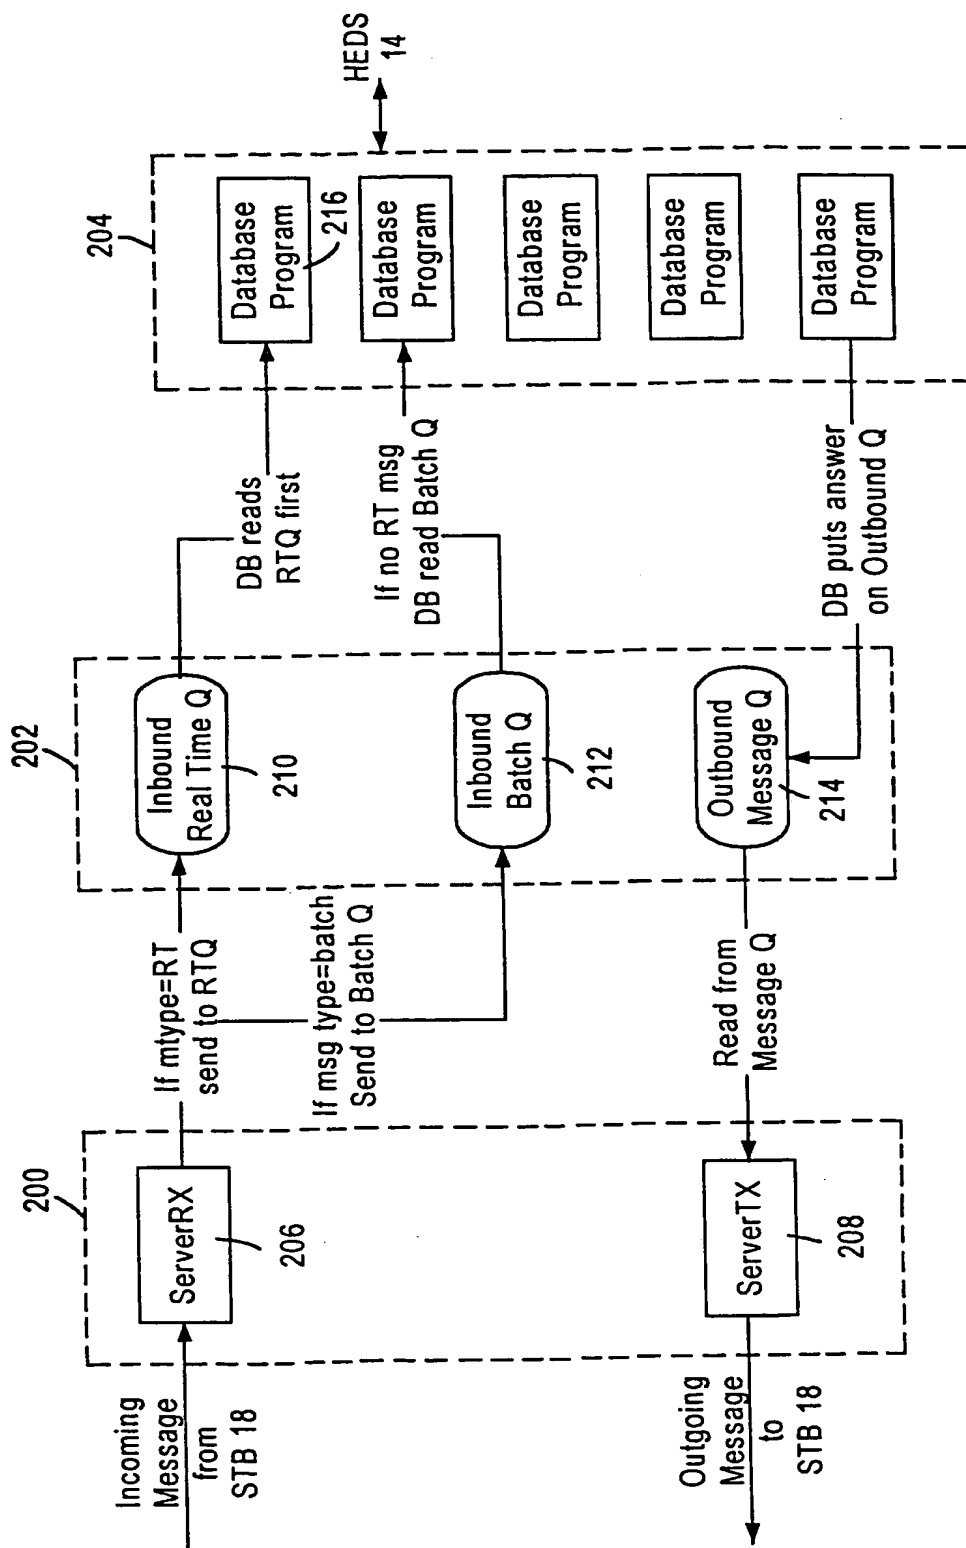 200
202
204
Incoming
Message
from
STB 18
ServerRX
206
If mtype=RT
send to RTQ
If msg type=batch
Send to Batch Q
Inbound
Real Time Q
210
Inbound
Batch Q
212
DB reads
RTQ first
If no RT msg
DB read Batch Q
Database
Program
216
Database
Program
Database
Program
Database
Program
Database
Program
HEDS
14
DB puts answer
on Outbound Q
Outbound
Message Q
214
Read from
Message Q
ServerTX
208
Outgoing
Message
to
STB 18